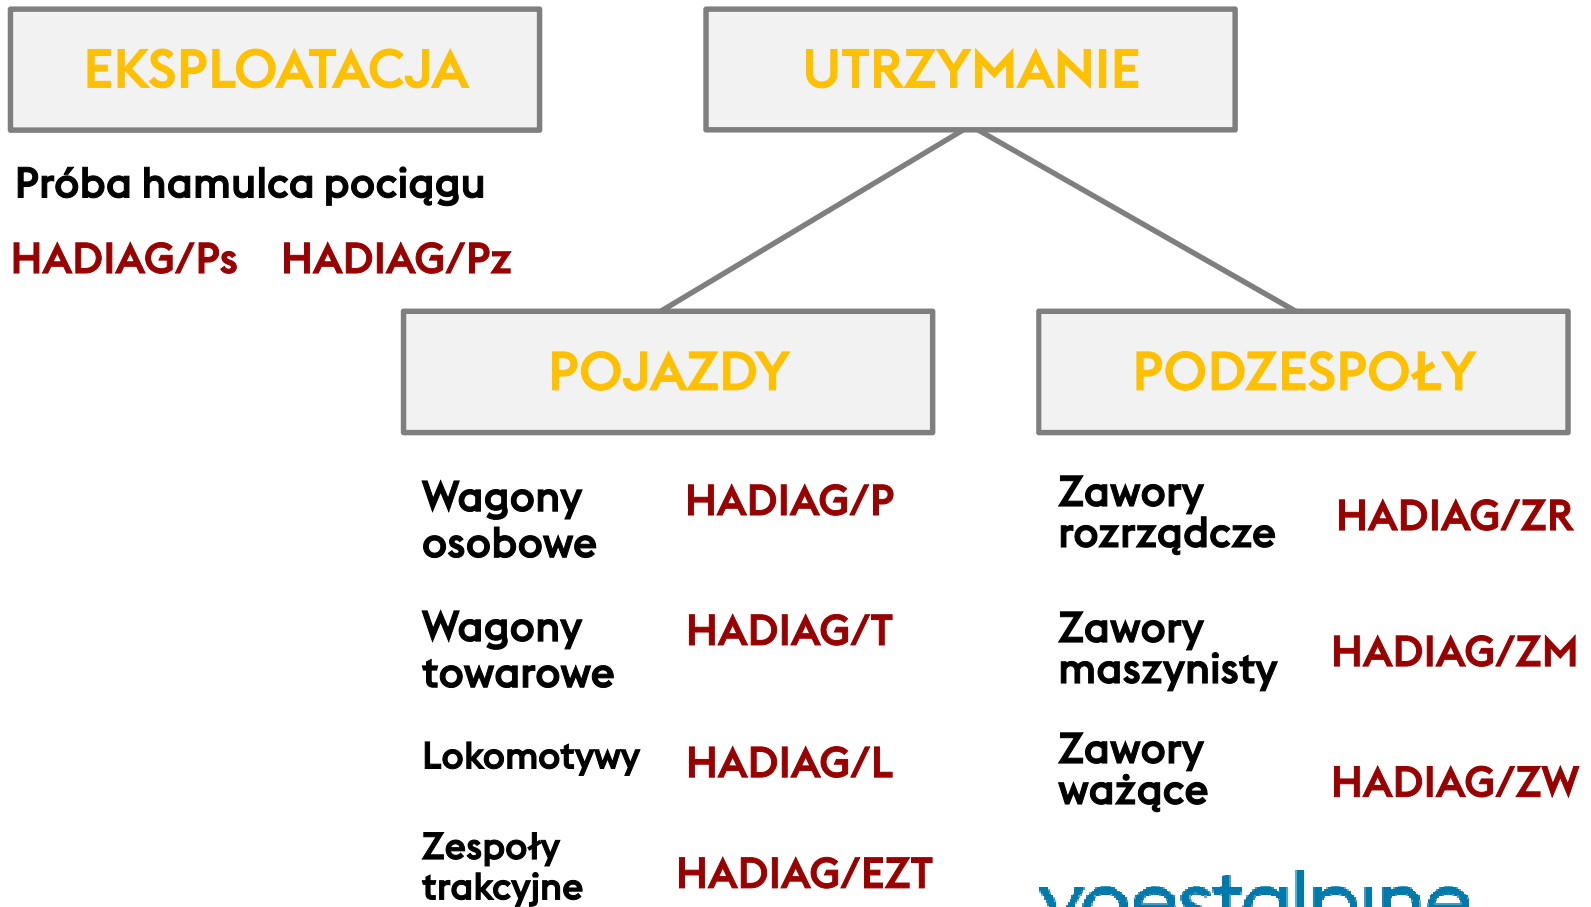 EKSPLOATACJA
UTRZYMANIE
Próba hamulca pociągu
HADIAG/Ps HADIAG/Pz
POJAZDY
PODZESPOŁY
Wagony
osobowe
HADIAG/P
Wagony
towarowe
HADIAG/T
Lokomotywy
HADIAG/L
Zespoły
trakcyjne
HADIAG/EZT
Zawory
rozrządcze
HADIAG/ZR
Zawory
maszynisty
HADIAG/ZM
Zawory
ważące
HADIAG/ZW
voestalpine